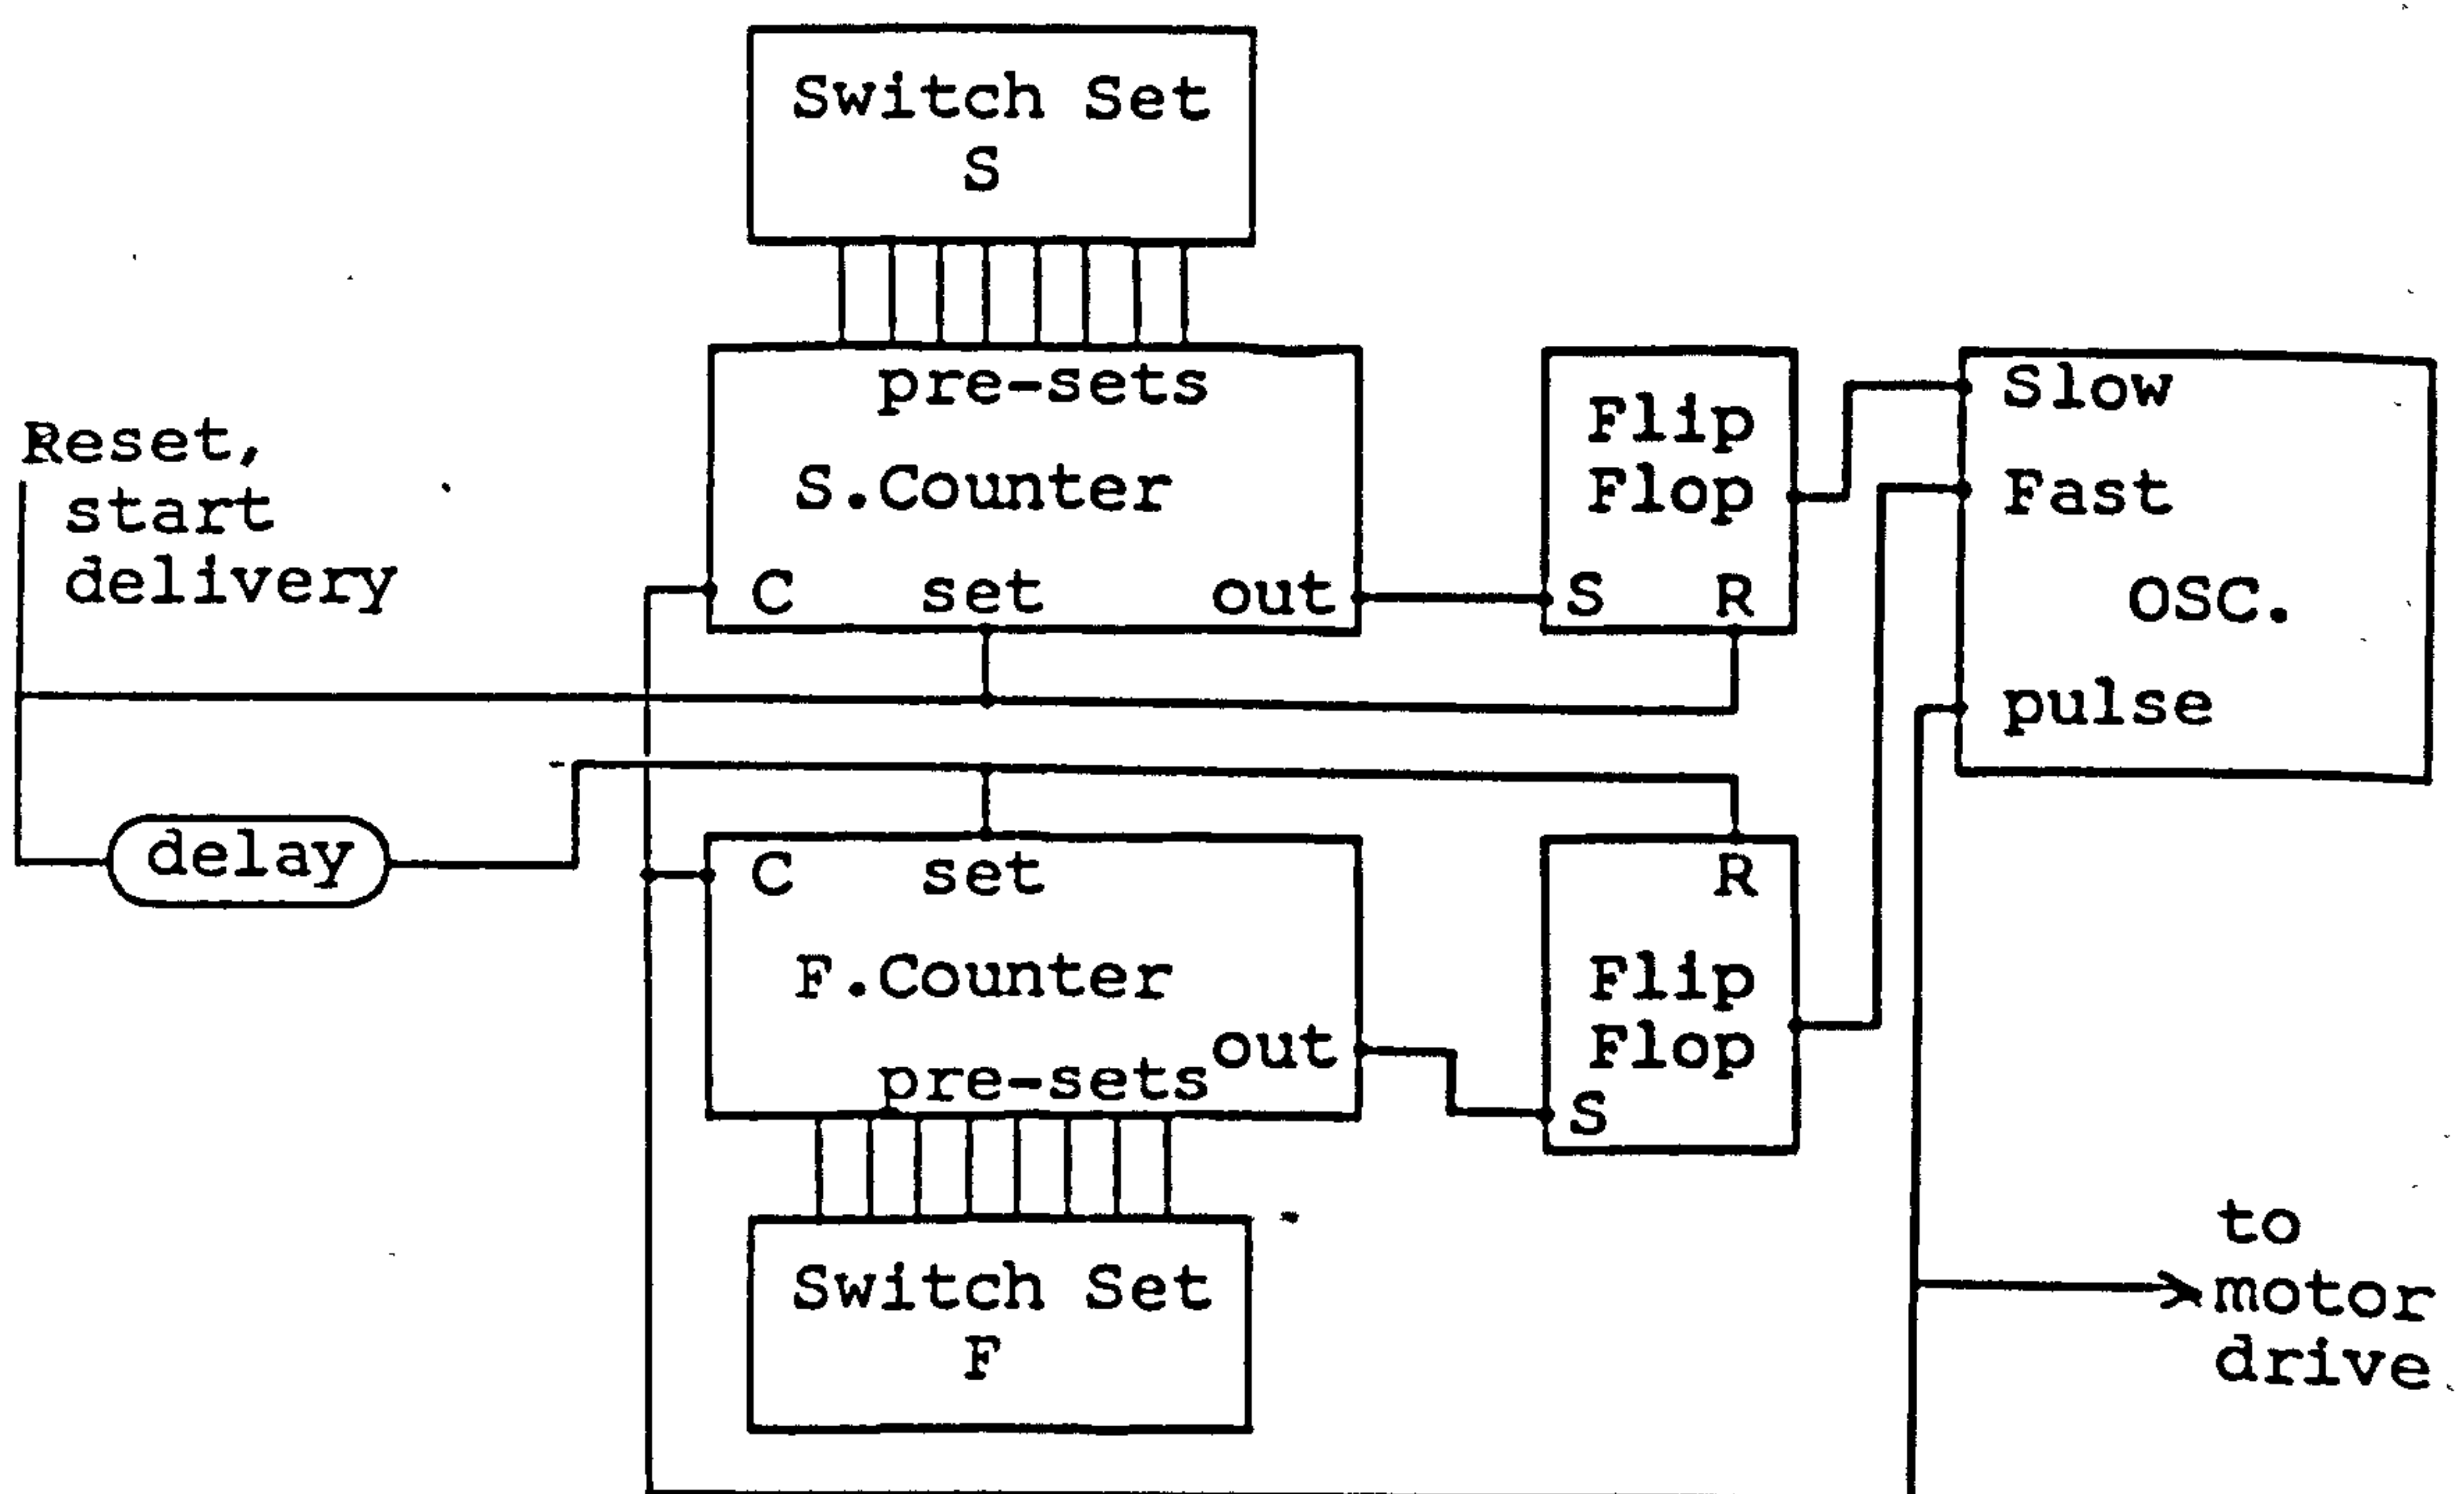 Switch Set
S
pre-sets
S.Counter
C set out
Flip
Flop
S R
Slow
Fast
OSC.
pulse
Reset,
start
delivery
delay
C set
F.Counter
out
pre-sets
R
Flip
Flop
S
Switch Set
F
to
motor
drive